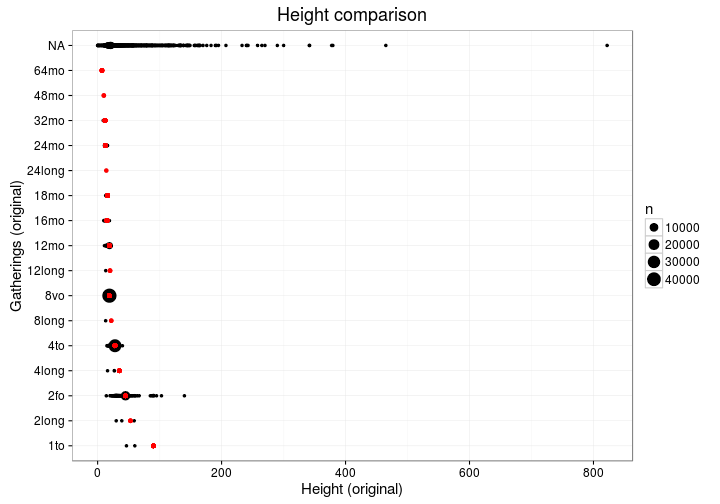 Height comparison
Gatherings (original)
NA
64mo
48mo
32mo
24mo
24long
18mo
16mo
12mo
12long
8vo
8long
4to
4long
2fo
2long
1to
0 200 400 600 800
Height (original)
n
10000
20000
30000
40000